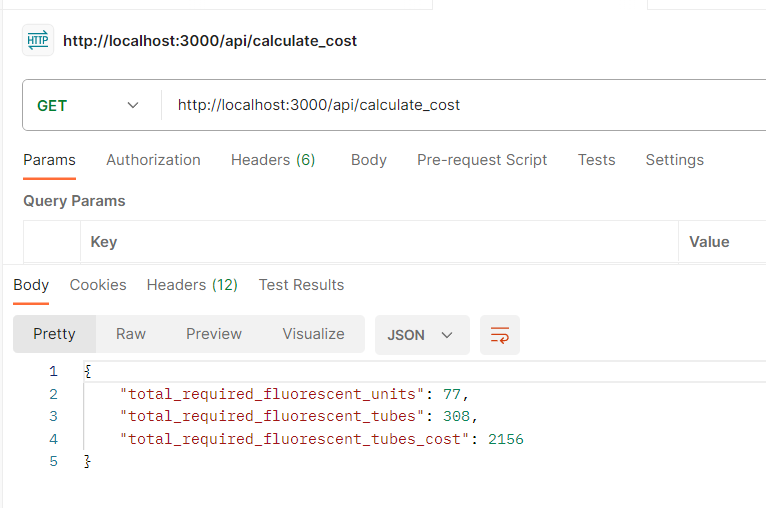 HTTP http://localhost:3000/api/calculate_cost
GET http://localhost:3000/api/calculate_cost
Params Authorization Headers (6) Body Pre-request Script Tests Settings
Query Params
Key Value
Body Cookies Headers (12) Test Results
Pretty Raw Preview Visualize JSON
1 {
2 "total_required_fluorescent_units": 77,
3 "total_required_fluorescent_tubes": 308,
4 "total_required_fluorescent_tubes_cost": 2156
5 }